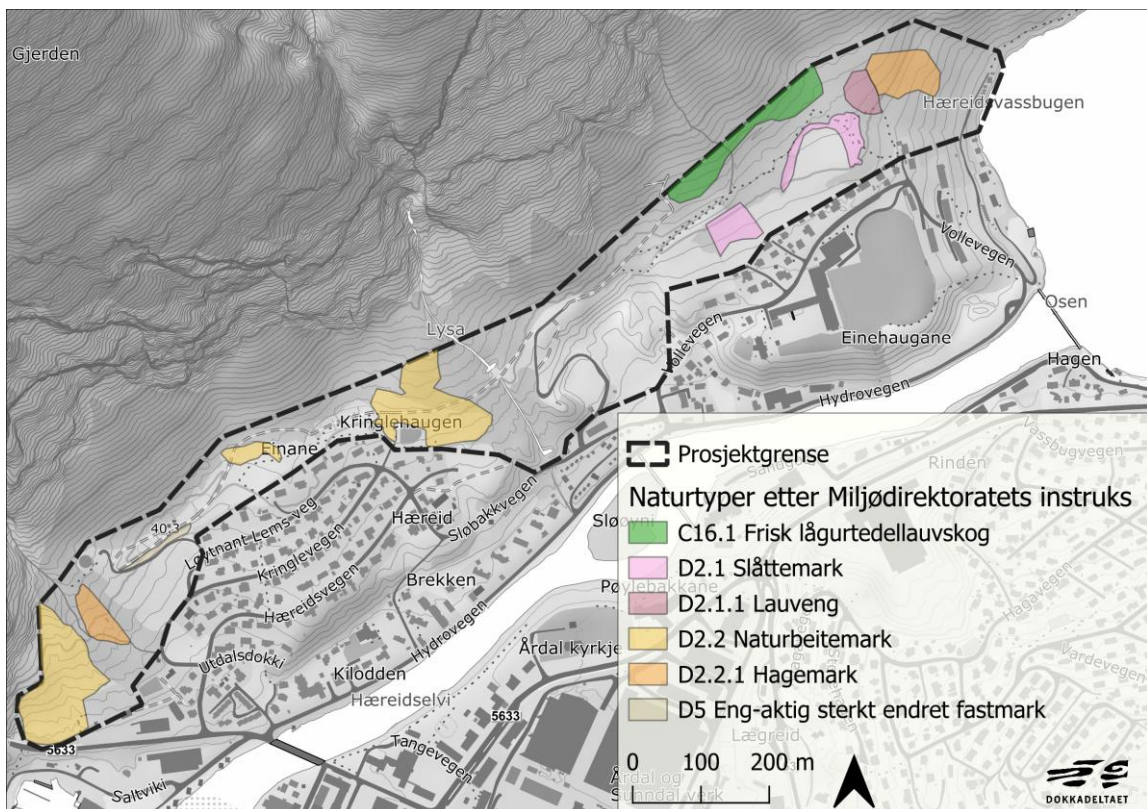 Gjerden
Hæreidsvassbugen
Vollevegen
Osen
Lysa
Vollevegen
Einehaugane
Hagen
Hydrovegen
Kringlehaugen
Einane
40:3
Løytnant Lems veg
Hæreid
Sløbakkvegen
Kringlevegen
Brekken
Hæreidsvegen
Hydrovegen
Utdalsdokki
Kilodden
Årdal kyrkje
Hæreidselvi
5633
5633
Tangevegen
Saltviki
Prosjektgrense
Rinden
Vassbugvegen
Naturtyper etter Miljødirektoratets instruks
C16.1 Frisk lågurtedellauvskog
D2.1 Slåttemark
Pøylebakkane
D2.1.1 Lauveng
Hagavegen
D2.2 Naturbeitemark
Vardevegen
D2.2.1 Hagemark
D5 Eng-aktig sterkt endret fastmark
Lægreid
0 100 200 m
Årdal og
Sunndal verk
DOKKADELTAET